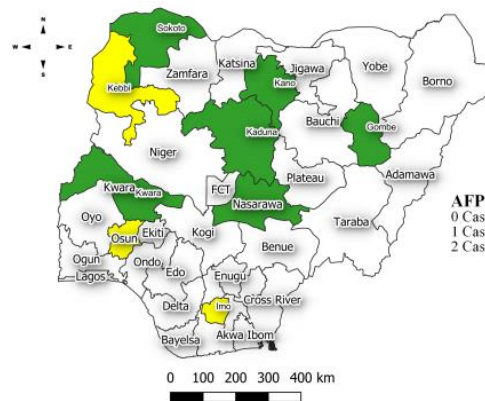 N
W E
S
Sokoto
Katsina
Zamfara
Kano
Jigawa
Yobe
Borno
Kebbi
Kaduna
Bauchi
Gombe
Niger
Adamawa
Plateau
Kwara
Kwara
FCT
Nasarawa
Taraba
Oyo
Osun
Ekiti
Kogi
Benue
Ogun
Ondo
Edo
Enugu
Lagos
Delta
Imo
Cross River
Bayelsa
Akwa Ibom
AFP
0 Cas
1 Cas
2 Cas
0 100 200 300 400 km